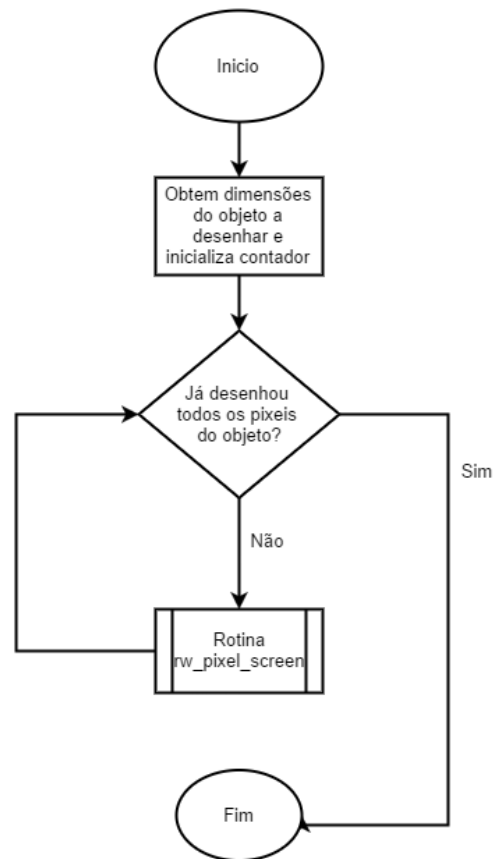 Inicio
Obtem dimensões
do objeto a
desenhar e
inicializa contador
Já desenhou
todos os pixeis
do objeto?
Sim
Não
Rotina
rw_pixel_screen
Fim